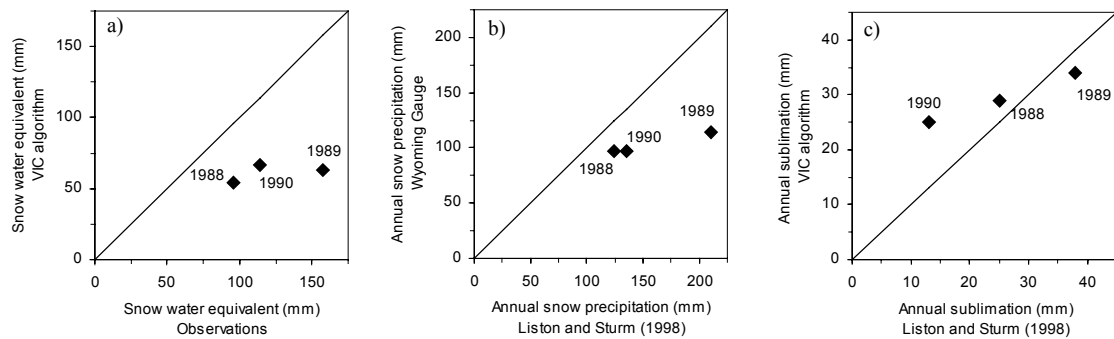 a)
175
150
100
50
0
0
50
100
150
1988
1990
1989
Snow water equivalent (mm)
VIC algorithm
Snow water equivalent (mm)
Observations
b)
200
150
100
50
0
0
50
100
150
200
1988
1990
1989
Annual snow precipitation (mm)
Wyoming Gauge
Annual snow precipitation (mm)
Liston and Sturm (1998)
c)
40
30
20
10
0
0
10
20
30
40
1990
1988
1989
Annual sublimation (mm)
VIC algorithm
Annual sublimation (mm)
Liston and Sturm (1998)